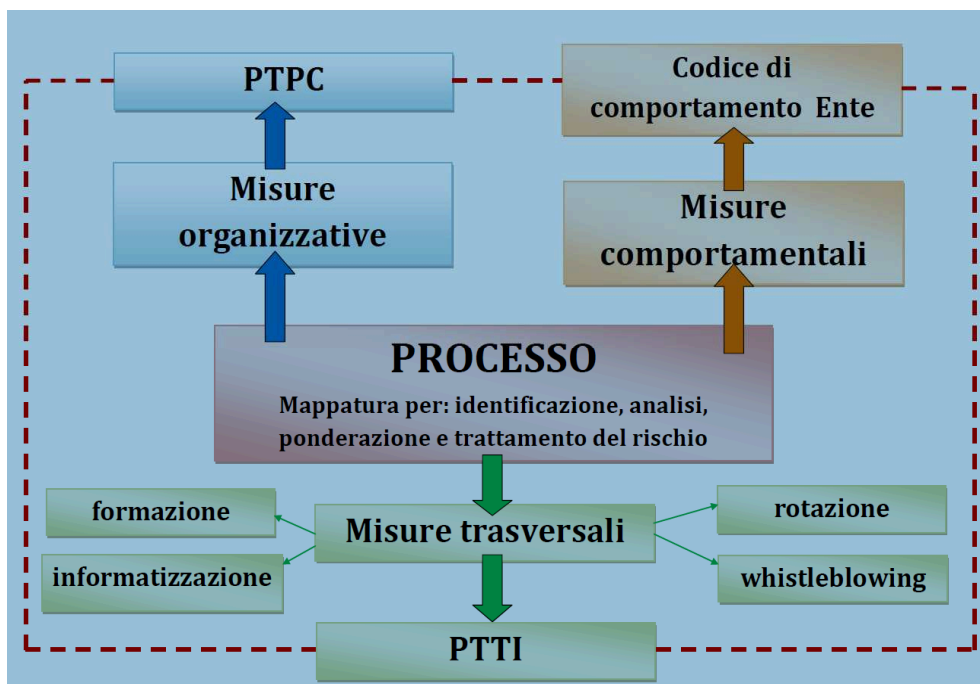 PTPC
Codice di
comportamento Ente
Misure
organizzative
Misure
comportamentali
PROCESSO
Mappatura per: identificazione, analisi,
ponderazione e trattamento del rischio
formazione
Misure trasversali
rotazione
informatizzazione
whistleblowing
PTTI